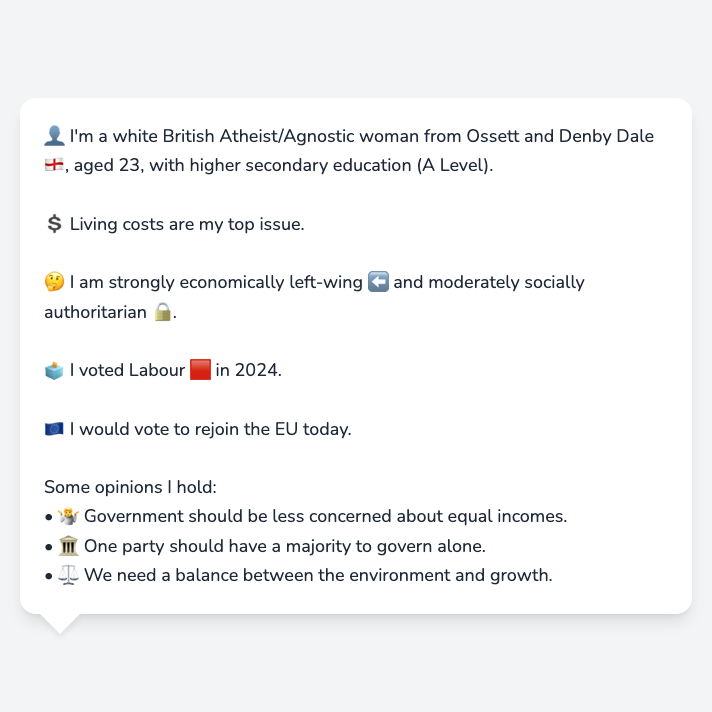 👤 I'm a white British Atheist/Agnostic woman from Ossett and Denby Dale
🏴󠁧󠁢󠁥󠁮󠁧󠁿, aged 23, with higher secondary education (A Level).
💲 Living costs are my top issue.
🤔 I am strongly economically left-wing ⬅️ and moderately socially
authoritarian 🔒.
🗳️ I voted Labour 🟥 in 2024.
🇪🇺 I would vote to rejoin the EU today.
Some opinions I hold:
• 🤷 Government should be less concerned about equal incomes.
• 🏛️ One party should have a majority to govern alone.
• ⚖️ We need a balance between the environment and growth.